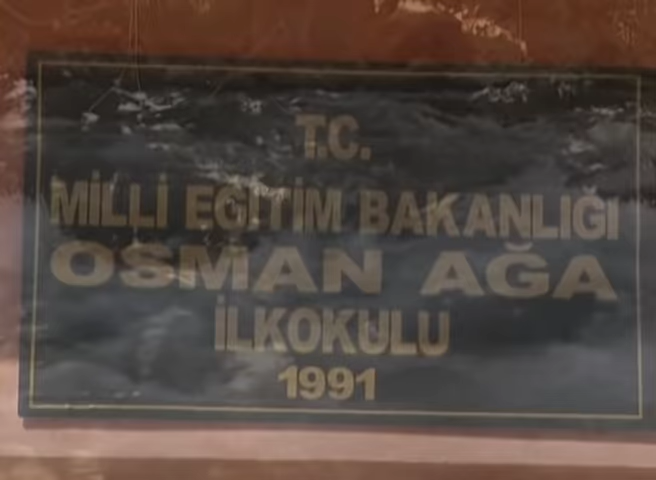 T.C.
MİLLİ EĞİTİM BAKANLIĞI
OSMAN AĞA
İLKOKULU
1991